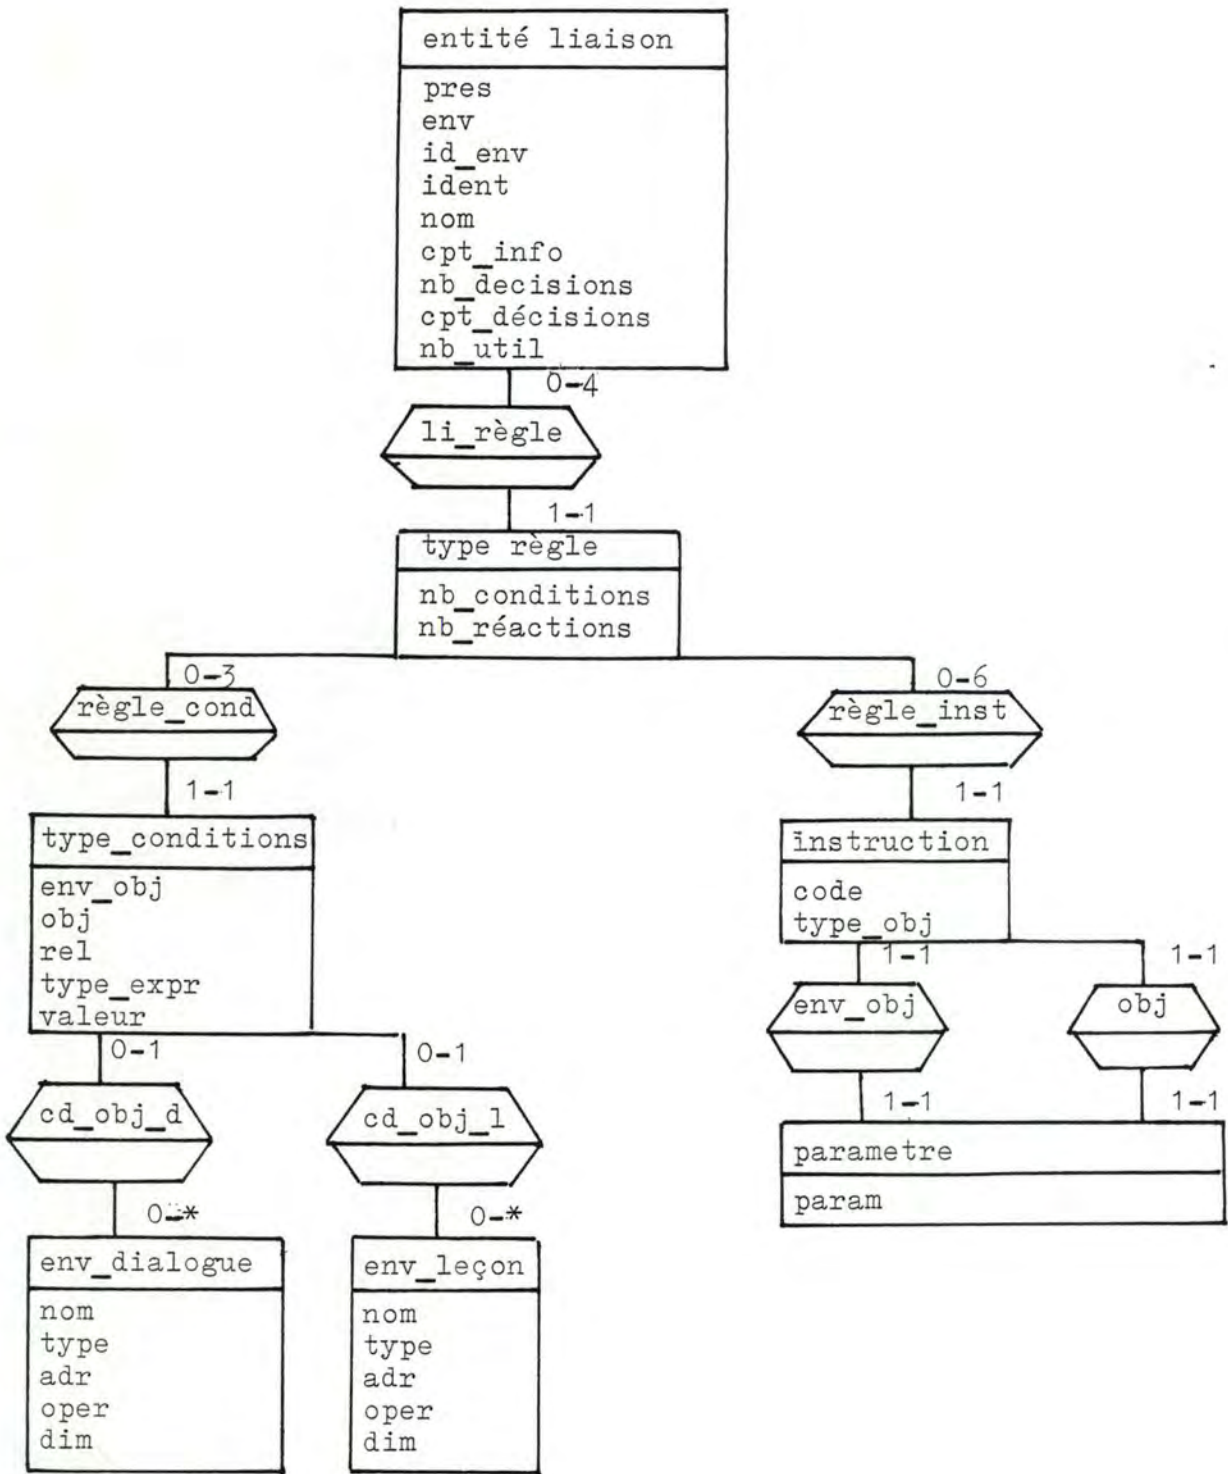 entité liaison
pres
env
id_env
ident
nom
cpt_info
nb_decisions
cpt_décisions
nb_util
0-4
li_règle
1-1
type règle
nb_conditions
nb_réactions
0-3
règle_cond
1-1
0-6
règle_inst
1-1
type_conditions
env_obj
obj
rel
type_expr
valeur
instruction
code
type_obj
0-1
cd_obj_d
0-*
0-1
cd_obj_l
0-*
1-1
env_obj
1-1
1-1
obj
1-1
parametre
param
env_dialogue
nom
type
adr
oper
dim
env_leçon
nom
type
adr
oper
dim